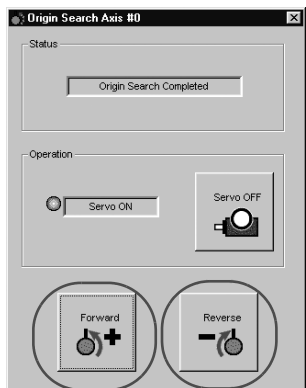 Origin Search Axis #0
Status
Origin Search Completed
Operation
Servo ON
Servo OFF
Forward
Reverse